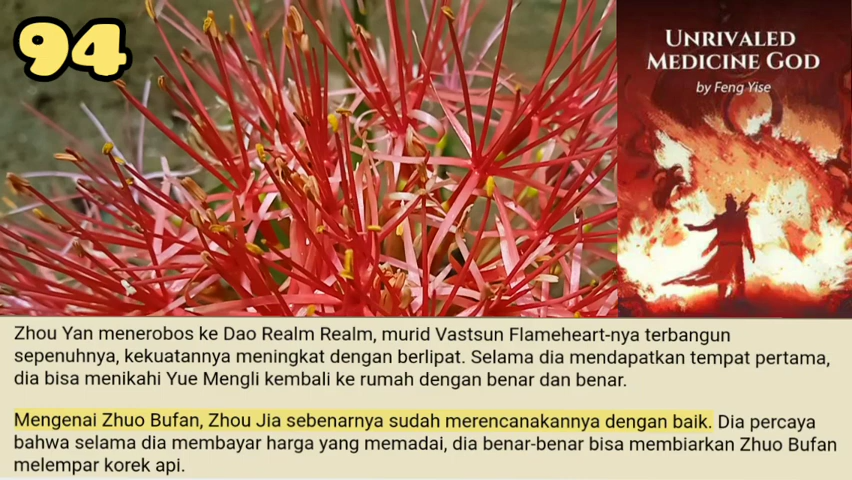 94
UNRIVALED
MEDICINE GOD
by Feng Yise
Zhou Yan menerobos ke Dao Realm Realm, murid Vastsun Flameheart-nya terbangun
sepenuhnya, kekuatannya meningkat dengan berlipat. Selama dia mendapatkan tempat pertama,
dia bisa menikahi Yue Mengli kembali ke rumah dengan benar dan benar.
Mengenai Zhuo Bufan, Zhou Jia sebenarnya sudah merencanakannya dengan baik. Dia percaya
bahwa selama dia membayar harga yang memadai, dia benar-benar bisa membiarkan Zhuo Bufan
melempar korek api.